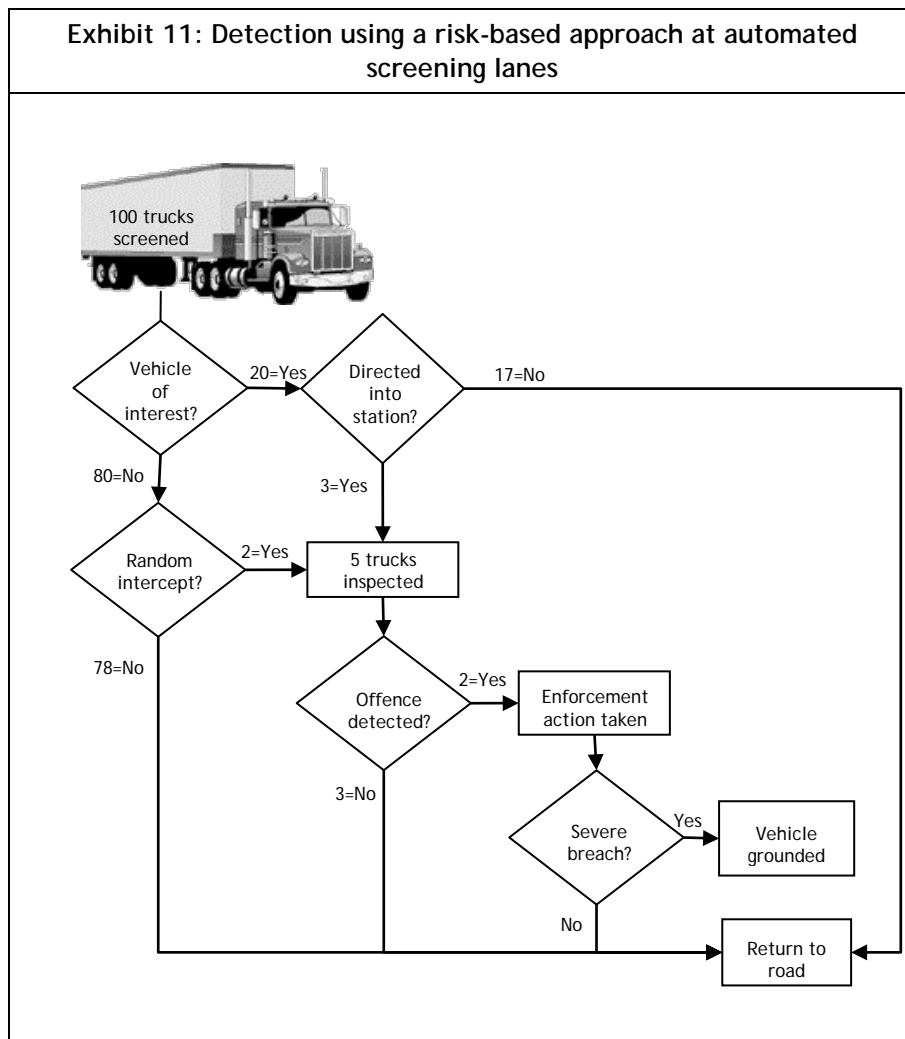 Exhibit 11: Detection using a risk-based approach at automated
screening lanes
100 trucks
screened
Vehicle
of
interest?
20=Yes
Directed
into
station?
17=No
80=No
3=Yes
Random
intercept?
2=Yes
5 trucks
inspected
78=No
Offence
detected?
2=Yes
Enforcement
action taken
3=No
Severe
breach?
Yes
Vehicle
grounded
No
Return to
road